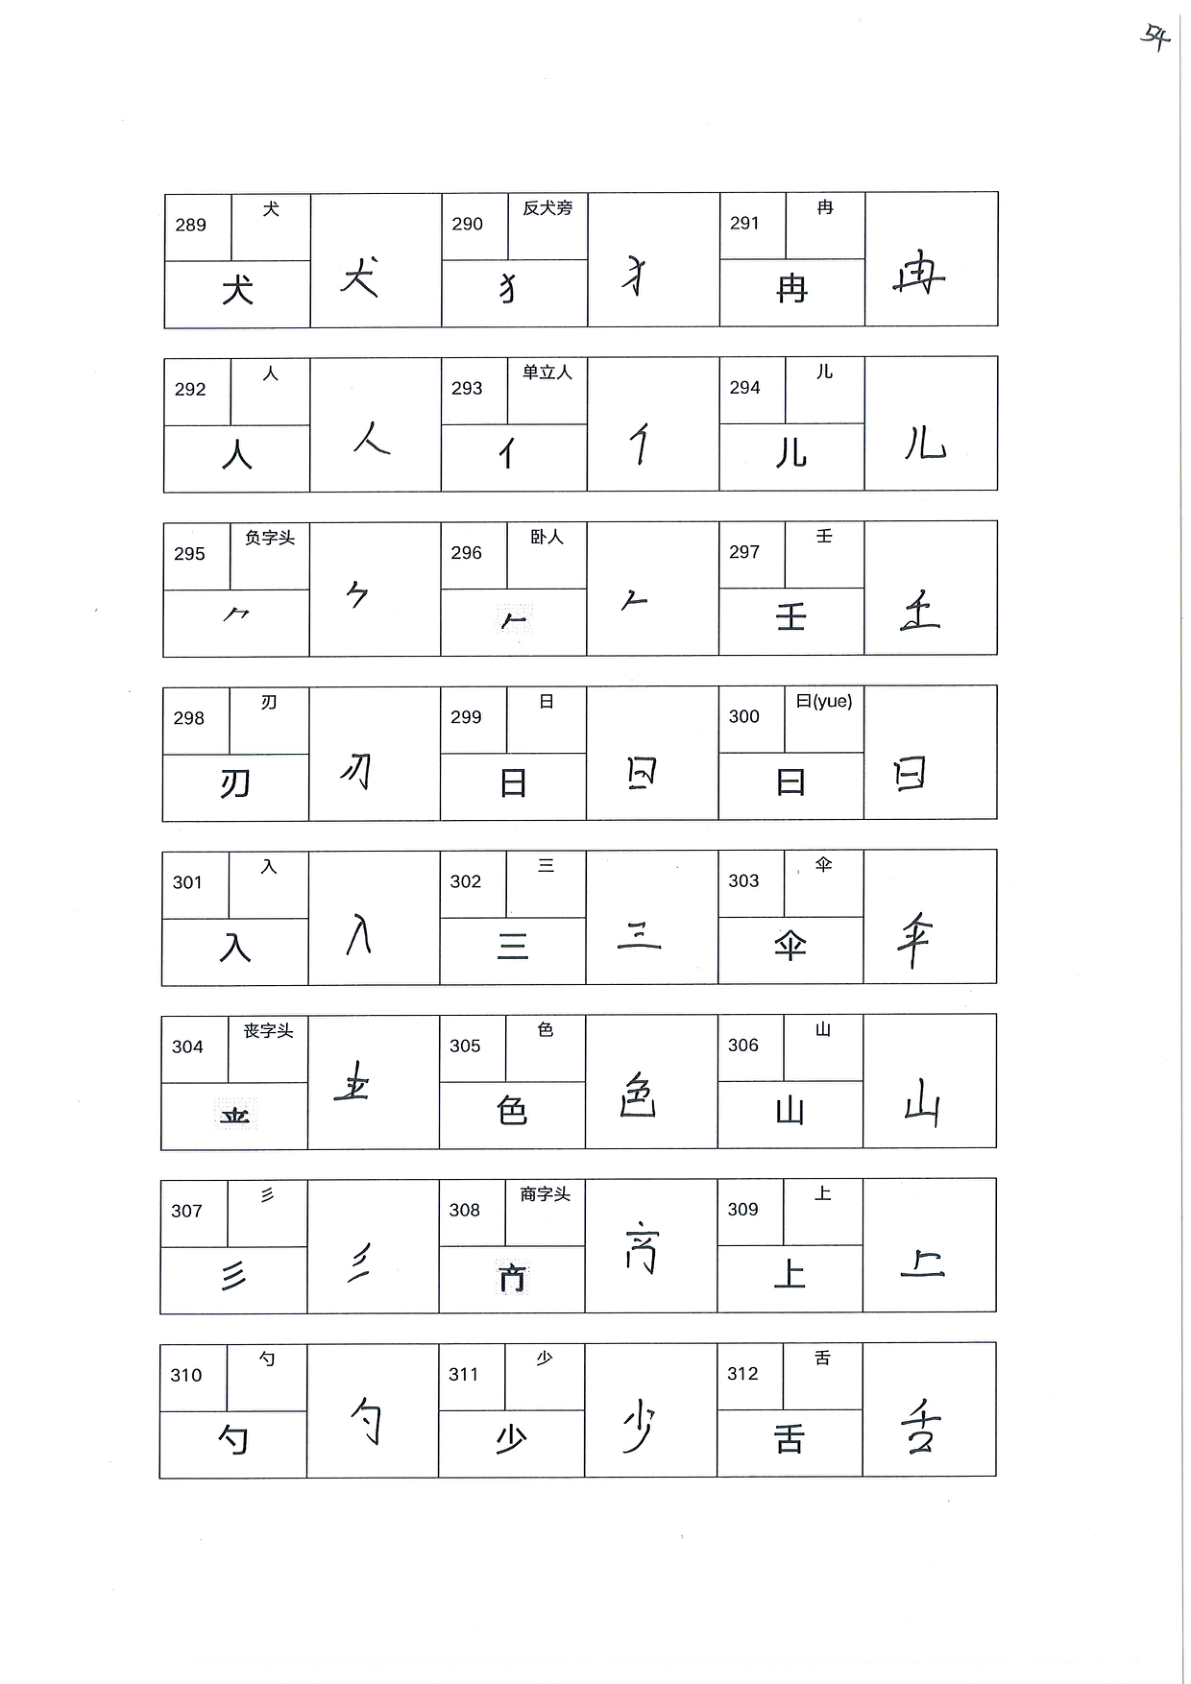 54
289 犬 犬 犬
290 反犬旁 犭 犭
291 冉 冉 冉
292 人 人 人
293 单立人 亻 亻
294 儿 儿 儿
295 负字头 ⺈ ⺈
296 卧人 𠂉 𠂉
297 壬 壬 壬
298 刃 刃 刃
299 日 日 日
300 曰(yue) 曰 曰
301 入 入 入
302 三 三 三
303 伞 伞 伞
304 丧字头
305 色 色 色
306 山 山 山
307 彡 彡 彡
308 商字头
309 上 上 上
310 勺 勺 勺
311 少 少 少
312 舌 舌 舌